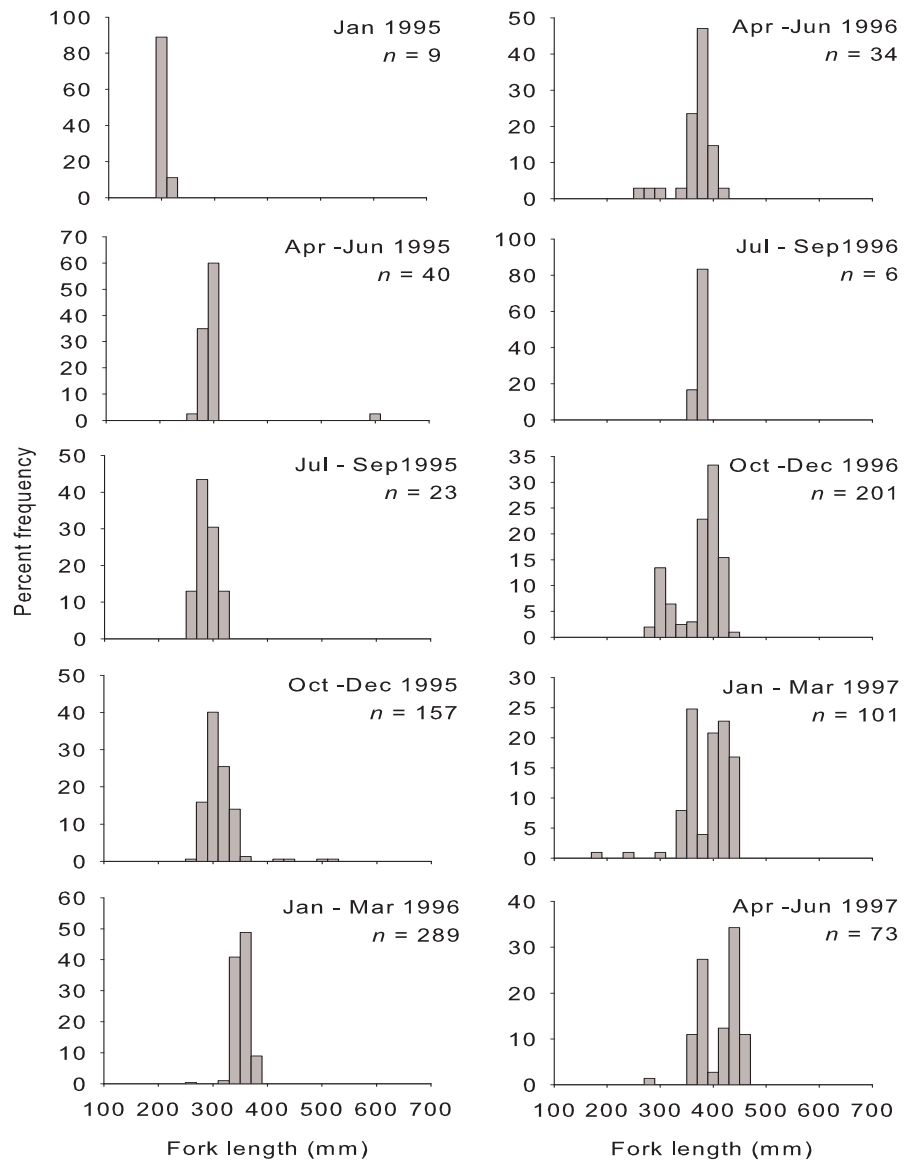 Jan 1995
n = 9
100
80
60
40
20
0
Apr -Jun 1995
n = 40
70
60
50
40
30
20
10
0
Jul - Sep1995
n = 23
50
40
30
20
10
0
Oct -Dec 1995
n = 157
50
40
30
20
10
0
Jan - Mar 1996
n = 289
60
50
40
30
20
10
0
100 200 300 400 500 600 700
Fork length (mm)
Percent frequency
Apr -Jun 1996
n = 34
50
40
30
20
10
0
Jul - Sep1996
n = 6
100
80
60
40
20
0
Oct -Dec 1996
n = 201
35
30
25
20
15
10
5
0
Jan - Mar 1997
n = 101
30
25
20
15
10
5
0
Apr -Jun 1997
n = 73
40
30
20
10
0
100 200 300 400 500 600 700
Fork length (mm)